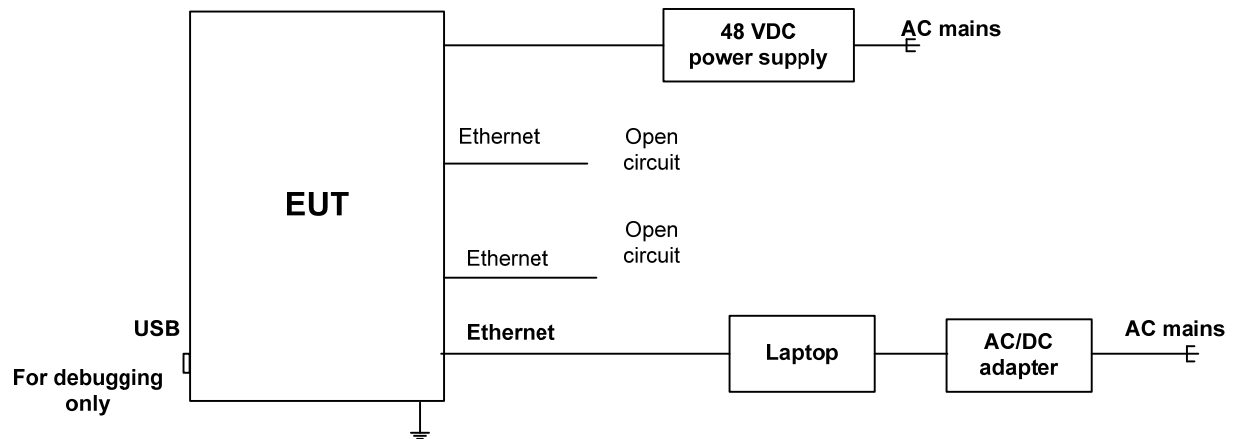 48 VDC
power supply
AC mains
Ethernet
Open
circuit
EUT
Open
circuit
Ethernet
USB
Ethernet
AC mains
Laptop
AC/DC
adapter
For debugging
only